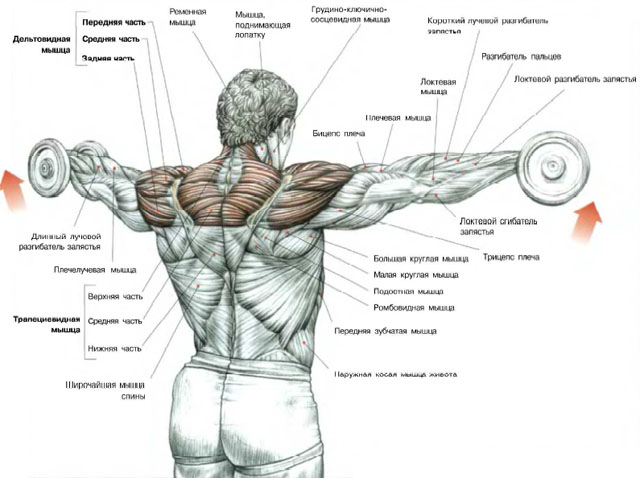 Передняя часть
Дельтовидная
мышца
Средняя часть
Задняя часть
Ременная
мышца
Мышца,
поднимающая
лопатку
Грудино-ключично-
сосцевидная мышца
Короткий лучевой разгибатель
запястья
Разгибатель пальцев
Локтевой разгибатель запястья
Локтевая
мышца
Плечевая мышца
Бицепс плеча
Длинный лучевой
разгибатель запястья
Плечелучевая мышца
Локтевой сгибатель
запястья
Трицепс плеча
Большая круглая мышца
Малая круглая мышца
Подостная мышца
Ромбовидная мышца
Передняя зубчатая мышца
Наружная косая мышца живота
Верхняя часть
Трапециевидная
мышца
Средняя часть
Нижняя часть
Широчайшая мышца
спины